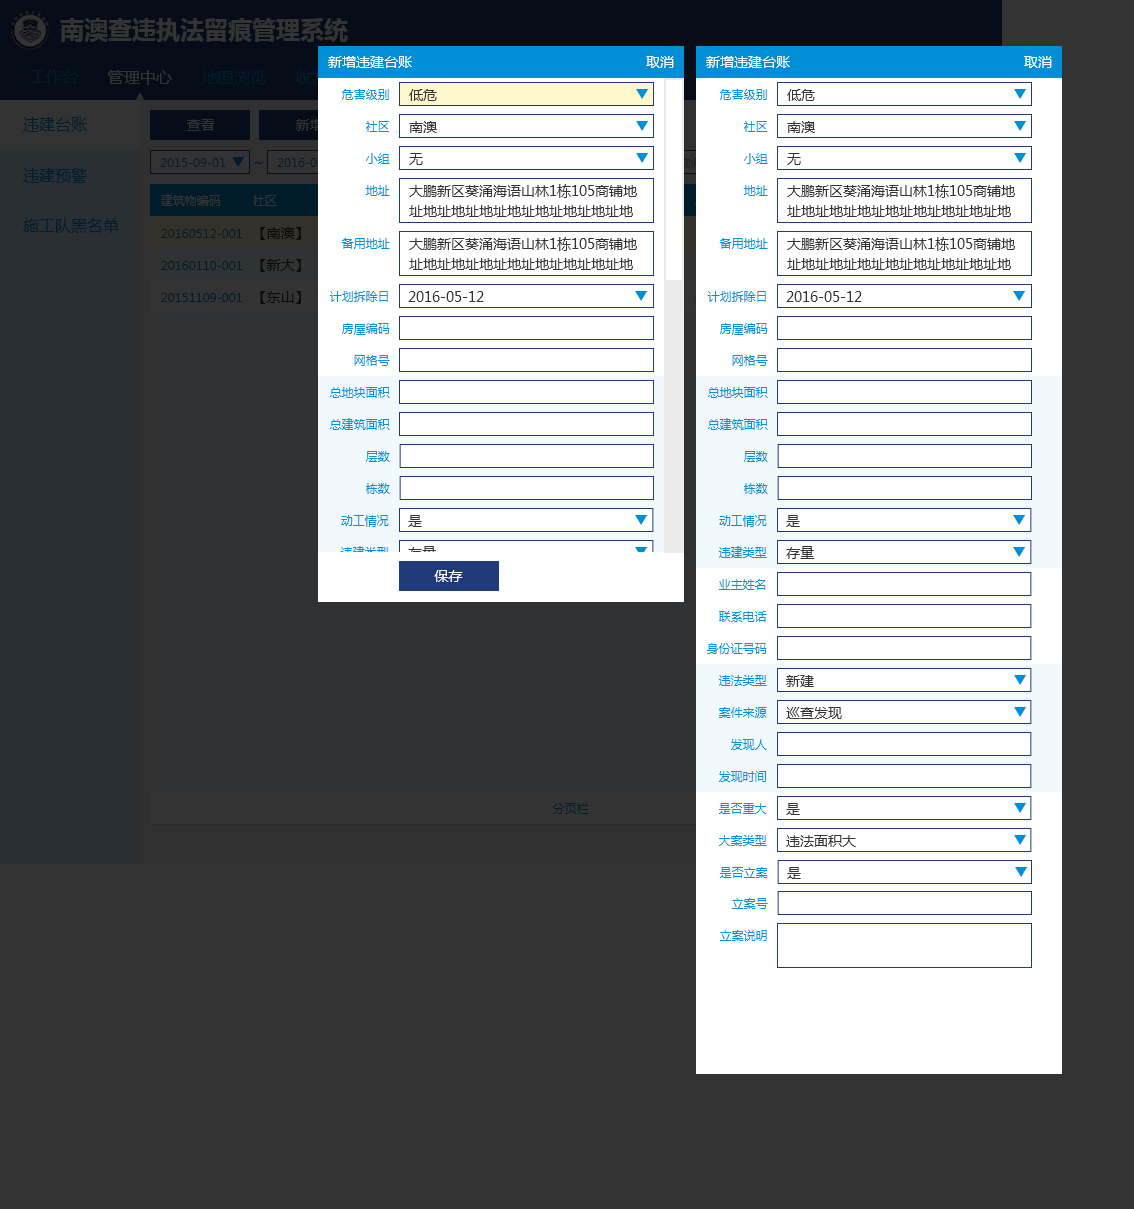 南澳查违执法留痕管理系统
工作台
管理中心
地图浏览
违建台账
违建预警
施工队黑名单
查看
2015-09-01
~
建筑物编码
社区
20160512-001
【南澳】
20160110-001
【新大】
20151109-001
【东山】
分页栏
新增违建台账
取消
危害级别
低危
社区
南澳
小组
无
地址
大鹏新区葵涌海语山林1栋105商铺地
址地址地址地址地址地址地址地址地
备用地址
大鹏新区葵涌海语山林1栋105商铺地
址地址地址地址地址地址地址地址地
计划拆除日
2016-05-12
房屋编码
网格号
总地块面积
总建筑面积
层数
栋数
动工情况
是
违建类型
存量
保存
新增违建台账
取消
危害级别
低危
社区
南澳
小组
无
地址
大鹏新区葵涌海语山林1栋105商铺地
址地址地址地址地址地址地址地址地
备用地址
大鹏新区葵涌海语山林1栋105商铺地
址地址地址地址地址地址地址地址地
计划拆除日
2016-05-12
房屋编码
网格号
总地块面积
总建筑面积
层数
栋数
动工情况
是
违建类型
存量
业主姓名
联系电话
身份证号码
违法类型
新建
案件来源
巡查发现
发现人
发现时间
是否重大
是
大案类型
违法面积大
是否立案
是
立案号
立案说明